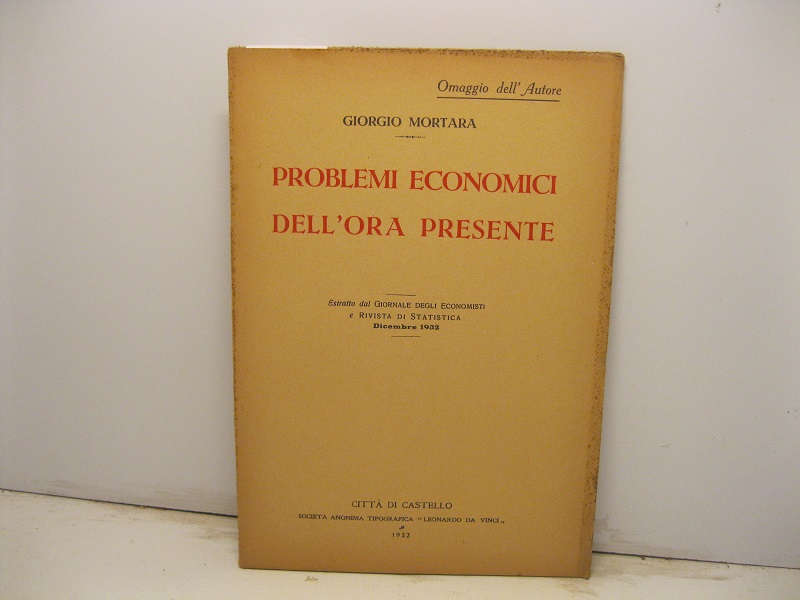 Omaggio dell'Autore
GIORGIO MORTARA
PROBLEMI ECONOMICI
DELL'ORA PRESENTE
Estratto dal GIORNALE DEGLI ECONOMISTI
e RIVISTA DI STATISTICA
Dicembre 1932
CITTÀ DI CASTELLO
SOCIETÀ ANONIMA TIPOGRAFICA "LEONARDO DA VINCI„
1932